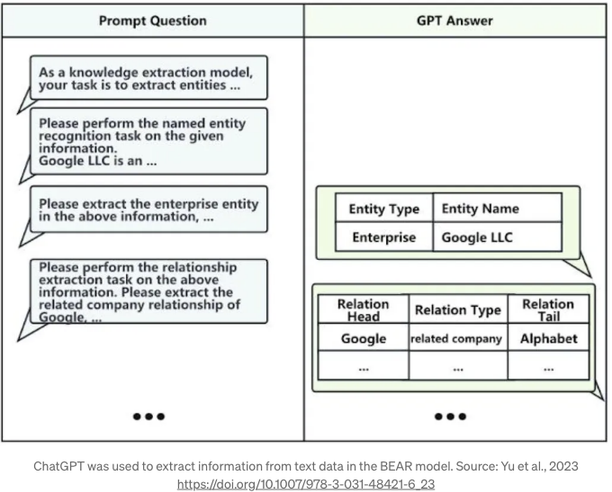 Prompt Question
GPT Answer
As a knowledge extraction model,
your task is to extract entities ...
Please perform the named entity
recognition task on the given
information.
Google LLC is an ...
Please extract the enterprise entity
in the above information, ...
Entity Type Entity Name
Enterprise Google LLC
Please perform the relationship
extraction task on the above
information. Please extract the
related company relationship of
Google, ...
Relation Head Relation Type Relation Tail
Google related company Alphabet
... ... ...
●●● ●●●
ChatGPT was used to extract information from text data in the BEAR model. Source: Yu et al., 2023
https://doi.org/10.1007/978-3-031-48421-6_23